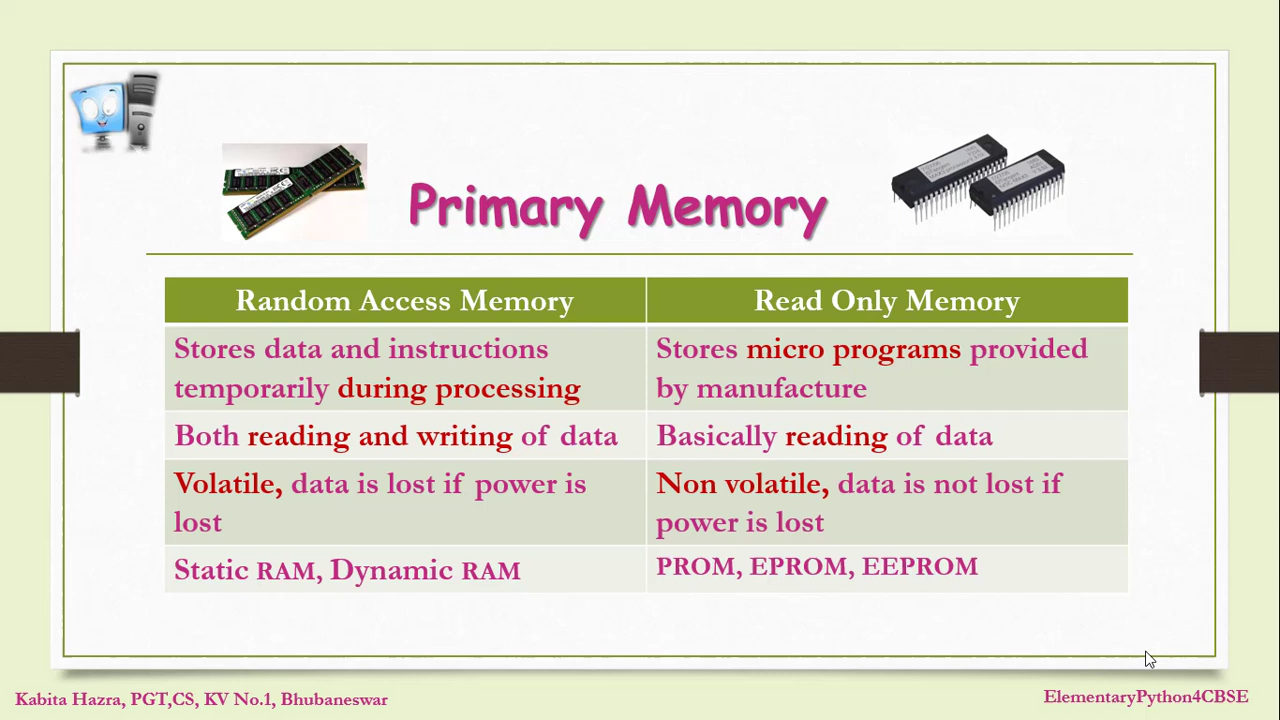 Primary Memory
Random Access Memory
Read Only Memory
Stores data and instructions
temporarily during processing
Stores micro programs provided
by manufacture
Both reading and writing of data
Basically reading of data
Volatile, data is lost if power is
lost
Non volatile, data is not lost if
power is lost
Static RAM, Dynamic RAM
PROM, EPROM, EEPROM
Kabita Hazra, PGT,CS, KV No.1, Bhubaneswar
ElementaryPython4CBSE